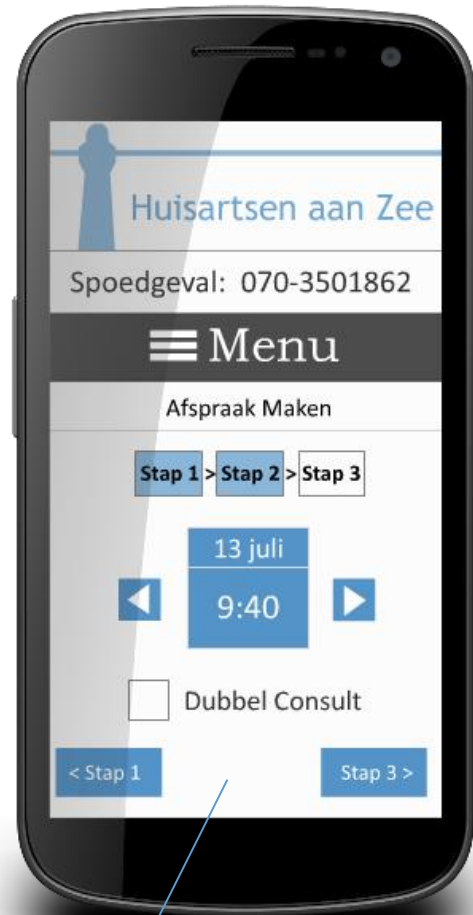 Huisartsen aan Zee
Spoedgeval: 070-3501862
Menu
Afspraak Maken
Stap 1 > Stap 2 > Stap 3
13 juli
9:40
Dubbel Consult
< Stap 1 Stap 3 >